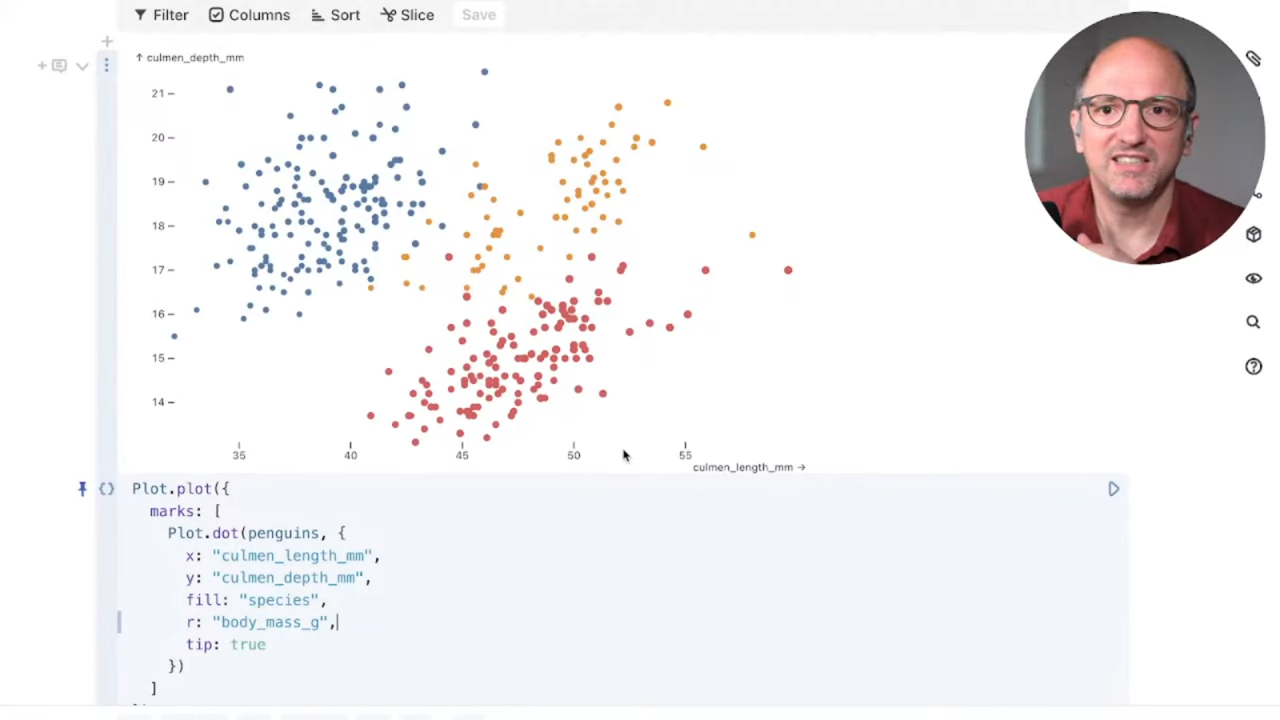 Filter Columns Sort Slice Save
↑ culmen_depth_mm
21
20
19
18
17
16
15
14
35 40 45 50 55
culmen_length_mm →
Plot.plot({
marks: [
Plot.dot(penguins, {
x: "culmen_length_mm",
y: "culmen_depth_mm",
fill: "species",
r: "body_mass_g",
tip: true
})
]